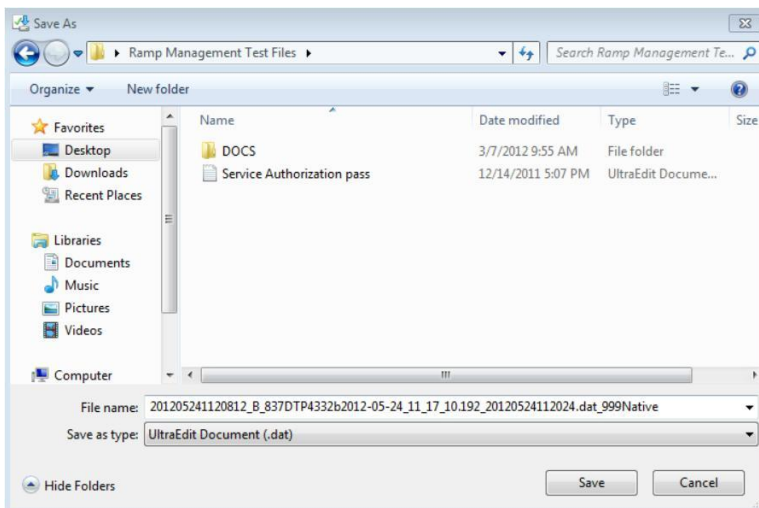 Save As
Ramp Management Test Files
Search Ramp Management Te...
Organize
New folder
Name
Date modified
Type
Size
Favorites
Desktop
Downloads
Recent Places
Libraries
Documents
Music
Pictures
Videos
Computer
DOCS
3/7/2012 9:55 AM
File folder
Service Authorization pass
12/14/2011 5:07 PM
UltraEdit Docume...
File name: 201205241120812_B_837DTP4332b2012-05-24_11_17_10.192_20120524112024.dat_999Native
Save as type: UltraEdit Document (.dat)
Hide Folders
Save
Cancel